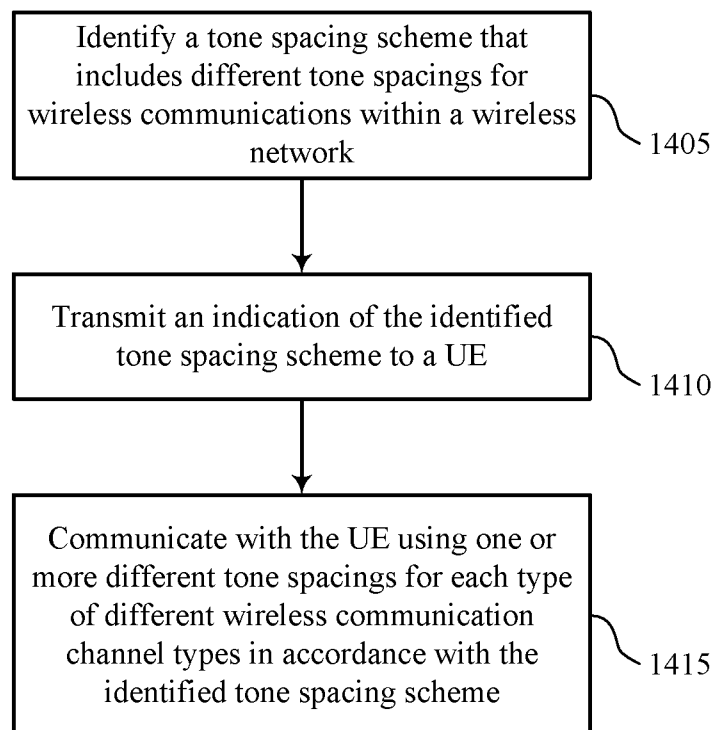 Identify a tone spacing scheme that
includes different tone spacings for
wireless communications within a wireless
network
1405
Transmit an indication of the identified
tone spacing scheme to a UE
1410
Communicate with the UE using one or
more different tone spacings for each type
of different wireless communication
channel types in accordance with the
identified tone spacing scheme
1415